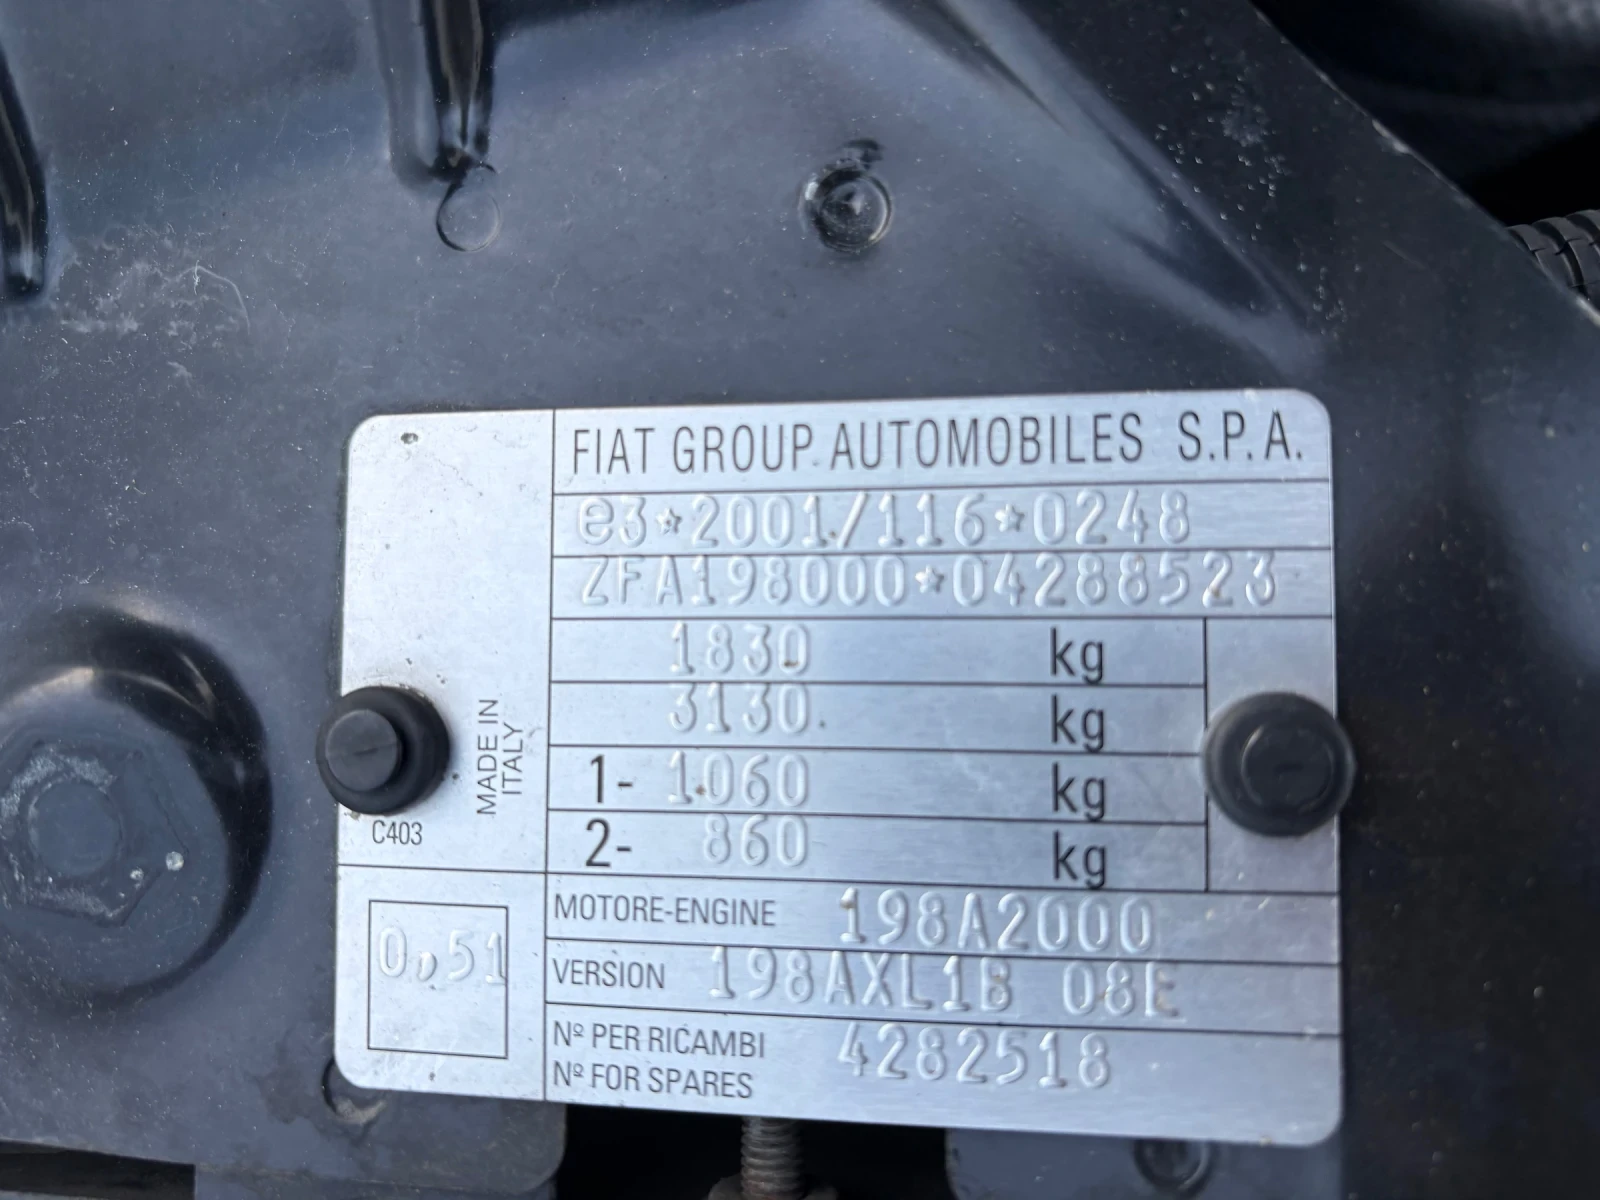 FIAT GROUP AUTOMOBILES S.P.A.
e3*2001/116*0248
ZFA198000*04288523
1830 kg
3130 kg
1- 1060 kg
2- 860 kg
MADE IN
ITALY
C403
0,51
MOTORE-ENGINE 198A2000
VERSION 198AXL1B 08E
Nº PER RICAMBI 4282518
Nº FOR SPARES